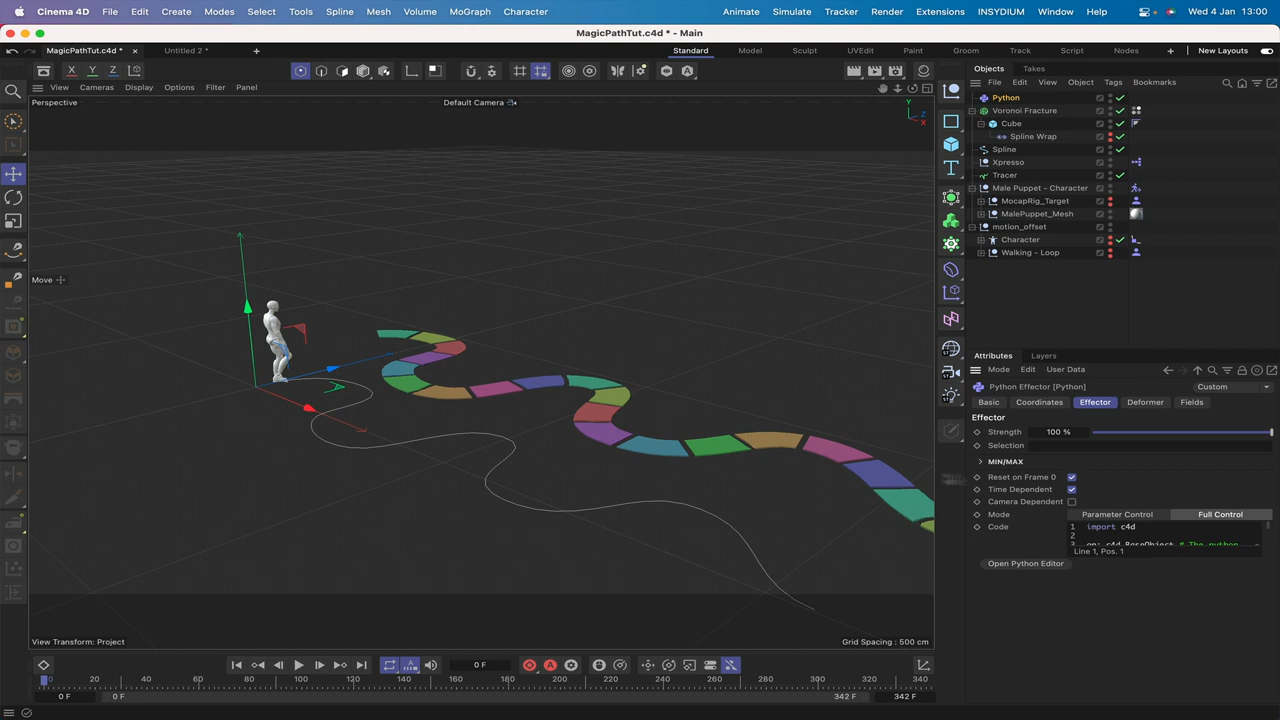 Cinema 4D File Edit Create Modes Select Tools Spline Mesh Volume MoGraph Character Animate Simulate Tracker Render Extensions INSYDIUM Window Help Wed 4 Jan 13:00
MagicPathTut.c4d * - Main
MagicPathTut.c4d * Untitled 2 * Standard Model Sculpt UVEdit Paint Groom Track Script Nodes New Layouts
X Y Z
Objects Takes
View Cameras Display Options Filter Panel
File Edit View Object Tags Bookmarks
Perspective
Default Camera
Y
Z
X
Python
Voronoi Fracture
Cube
Spline Wrap
Spline
Xpresso
Tracer
Male Puppet - Character
MocapRig_Target
MalePuppet_Mesh
motion_offset
Character
Walking - Loop
Move
Attributes Layers
Mode Edit User Data
Python Effector [Python] Custom
Basic Coordinates Effector Deformer Fields
Effector
Strength 100 %
Selection
MIN/MAX
Reset on Frame 0
Time Dependent
Camera Dependent
Mode Parameter Control Full Control
Code 1 import c4d
2
3 op: c4d.BaseObject # The python
Line 1, Pos. 1
Open Python Editor
View Transform: Project
Grid Spacing : 500 cm
0 F
20 40 60 80 100 120 140 160 180 200 220 240 260 280 300 320 340
0 F 0 F 342 F 342 F